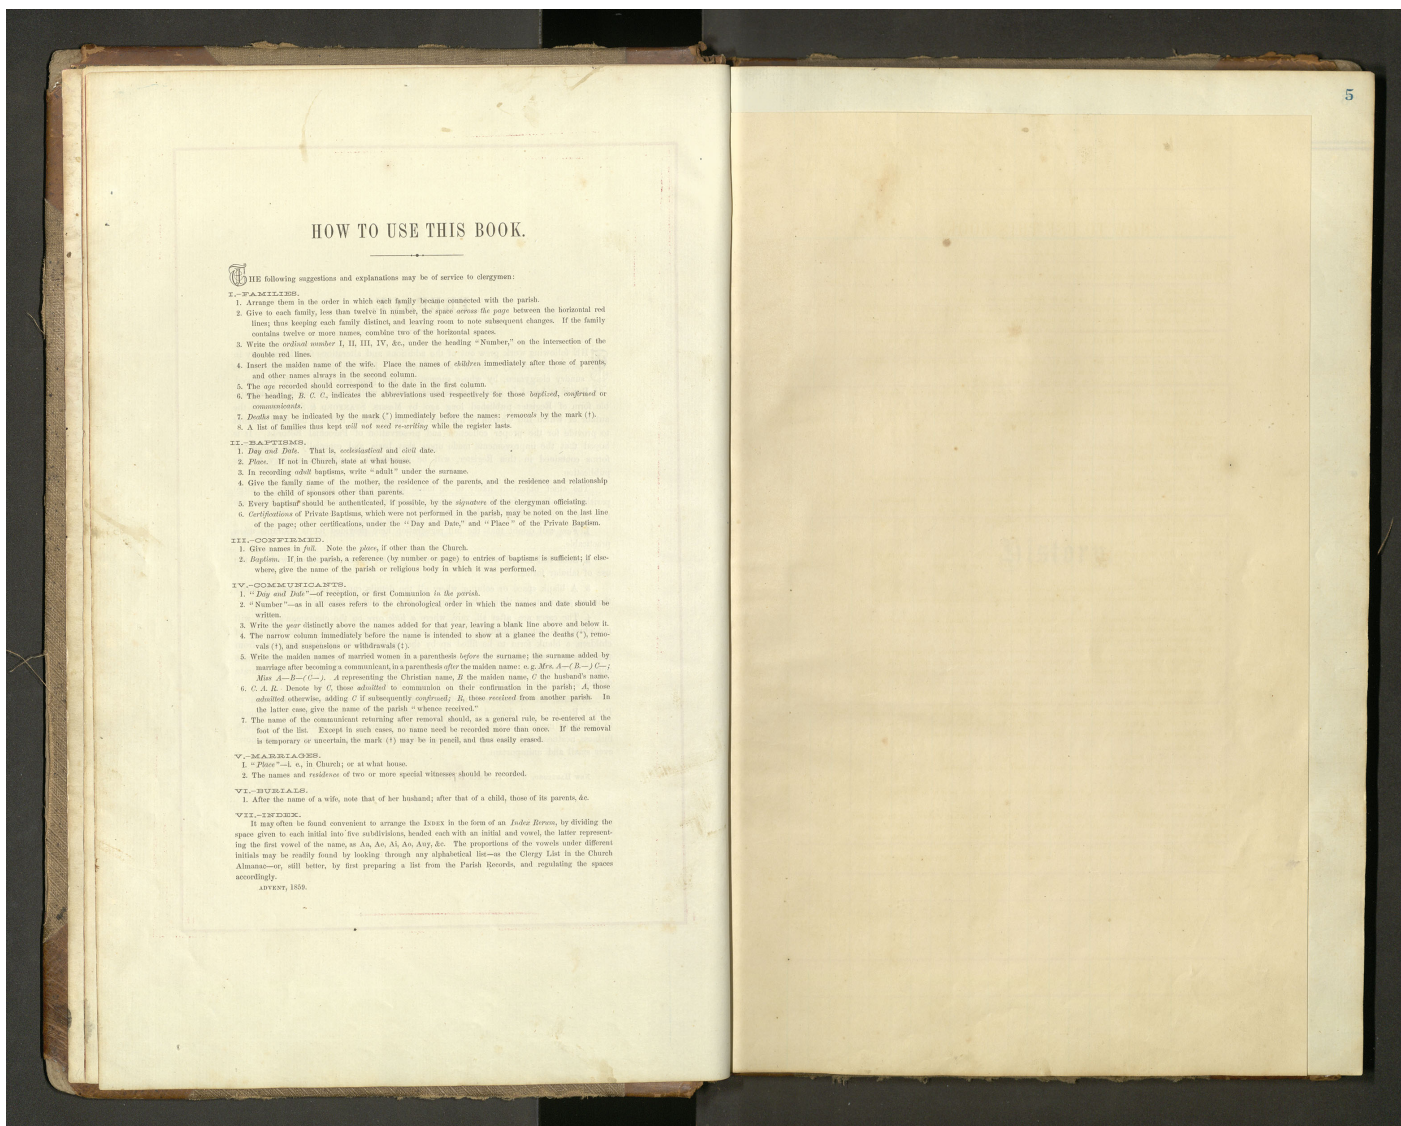 HOW TO USE THIS BOOK.
THE following suggestions and explanations may be of service to clergymen:
I.-FAMILIES.
1. Arrange them in the order in which each family became connected with the parish.
2. Give to each family, less than twelve in number, the space across the page between the horizontal red
lines; thus keeping each family distinct, and leaving room to note subsequent changes. If the family
contains twelve or more names, combine two of the horizontal spaces.
3. Write the ordinal number I, II, III, IV, &c., under the heading "Number," on the intersection of the
double red lines.
4. Insert the maiden name of the wife. Place the names of children immediately after those of parents,
and other names always in the second column.
5. The age recorded should correspond to the date in the first column.
6. The heading, B. C. C., indicates the abbreviations used respectively for those baptized, confirmed or
communicants.
7. Deaths may be indicated by the mark (*) immediately before the names: removals by the mark (†).
8. A list of families thus kept will not need re-writing while the register lasts.
II.-BAPTISMS.
1. Day and Date. That is, ecclesiastical and civil date.
2. Place. If not in Church, state at what house.
3. In recording adult baptisms, write "adult" under the surname.
4. Give the family name of the mother, the residence of the parents, and the residence and relationship
to the child of sponsors other than parents.
5. Every baptism should be authenticated, if possible, by the signature of the clergyman officiating.
6. Certifications of Private Baptisms, which were not performed in the parish, may be noted on the last line
of the page; other certifications, under the "Day and Date," and "Place" of the Private Baptism.
III.-CONFIRMED.
1. Give names in full. Note the place, if other than the Church.
2. Baptism. If in the parish, a reference (by number or page) to entries of baptisms is sufficient; if else-
where, give the name of the parish or religious body in which it was performed.
IV.-COMMUNICANTS.
1. "Day and Date"—of reception, or first Communion in the parish.
2. "Number"—as in all cases refers to the chronological order in which the names and date should be
written.
3. Write the year distinctly above the names added for that year, leaving a blank line above and below it.
4. The narrow column immediately before the name is intended to show at a glance the deaths (*), remo-
vals (†), and suspensions or withdrawals (‡).
5. Write the maiden names of married women in a parenthesis before the surname; the surname added by
marriage after becoming a communicant, in a parenthesis after the maiden name: e. g. Mrs. A—(B.—) C—;
Miss A—B—(C—). A representing the Christian name, B the maiden name, C the husband's name.
6. C. A. R. Denote by C, those admitted to communion on their confirmation in the parish; A, those
admitted otherwise, adding C if subsequently confirmed; R, those received from another parish. In
the latter case, give the name of the parish "whence received."
7. The name of the communicant returning after removal should, as a general rule, be re-entered at the
foot of the list. Except in such cases, no name need be recorded more than once. If the removal
is temporary or uncertain, the mark (†) may be in pencil, and thus easily erased.
V.-MARRIAGES.
1. "Place"—i. e., in Church; or at what house.
2. The names and residence of two or more special witnesses should be recorded.
VI.-BURIALS.
1. After the name of a wife, note that of her husband; after that of a child, those of its parents, &c.
VII.-INDEX.
It may often be found convenient to arrange the INDEX in the form of an Index Rerum, by dividing the
space given to each initial into five subdivisions, headed each with an initial and vowel, the latter represent-
ing the first vowel of the name, as Aa, Ae, Ai, Ao, Auy, &c. The proportions of the vowels under different
initials may be readily found by looking through any alphabetical list—as the Clergy List in the Church
Almanac—or, still better, by first preparing a list from the Parish Records, and regulating the spaces
accordingly.
ADVENT, 1859.
5